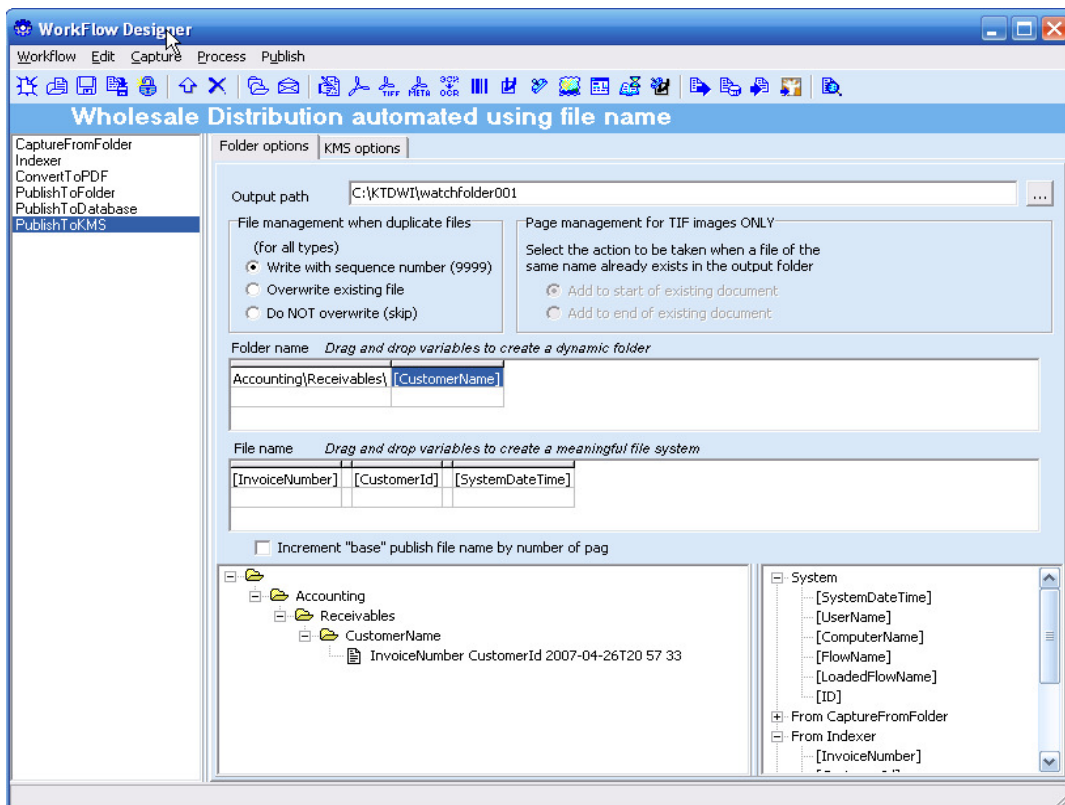 WorkFlow Designer
Workflow Edit Capture Process Publish
TIFF META OCR OCR
Wholesale Distribution automated using file name
CaptureFromFolder
Indexer
ConvertToPDF
PublishToFolder
PublishToDatabase
PublishToKMS
Folder options KMS options
Output path C:\KTDWI\watchfolder001 ...
File management when duplicate files
(for all types)
Write with sequence number (9999)
Overwrite existing file
Do NOT overwrite (skip)
Page management for TIF images ONLY
Select the action to be taken when a file of the
same name already exists in the output folder
Add to start of existing document
Add to end of existing document
Folder name Drag and drop variables to create a dynamic folder
Accounting\Receivables\ [CustomerName]
File name Drag and drop variables to create a meaningful file system
[InvoiceNumber] [CustomerId] [SystemDateTime]
Increment "base" publish file name by number of pag
Accounting
Receivables
CustomerName
InvoiceNumber CustomerId 2007-04-26T20 57 33
System
[SystemDateTime]
[UserName]
[ComputerName]
[FlowName]
[LoadedFlowName]
[ID]
From CaptureFromFolder
From Indexer
[InvoiceNumber]